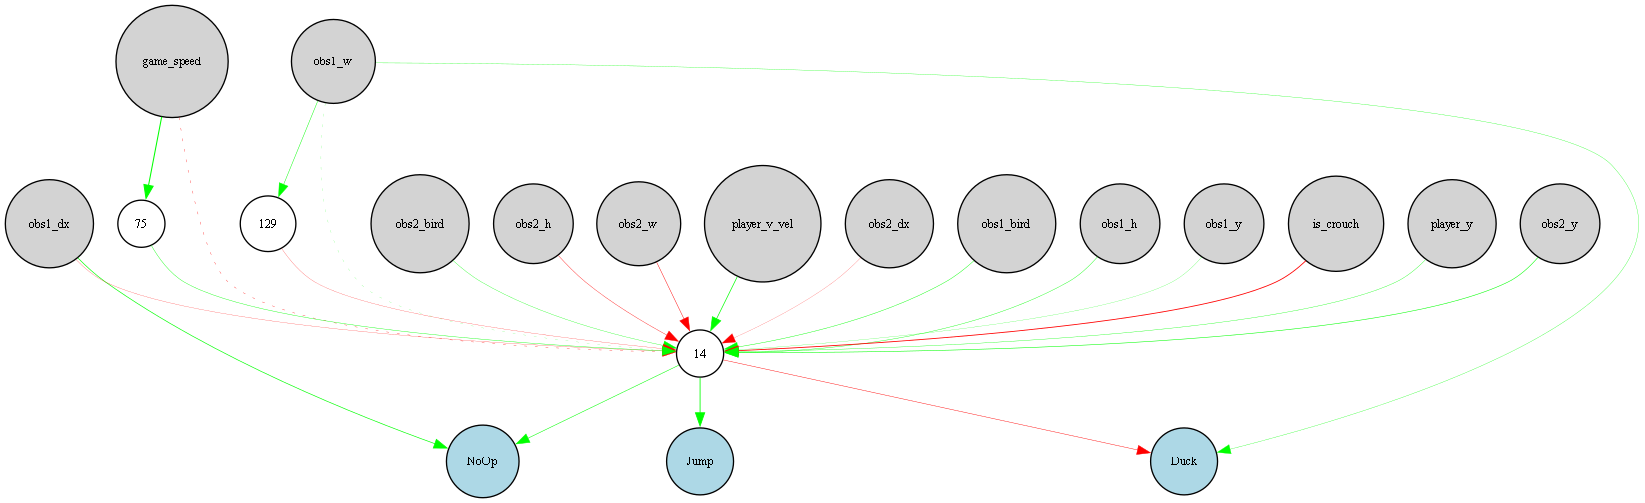 game_speed
obs1_w
obs1_dx
75
129
obs2_bird
obs2_h
obs2_w
player_v_vel
obs2_dx
obs1_bird
obs1_h
obs1_y
is_crouch
player_y
obs2_y
14
NoOp
Jump
Duck